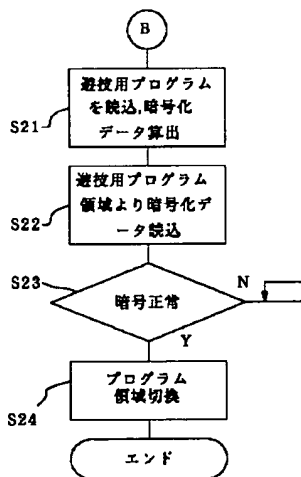 B
遊技用プログラム
を読込,暗号化
データ算出
S21
遊技用プログラム
領域より暗号化デ
ータ読込
S22
S23
暗号正常
N
Y
プログラム
領域切換
S24
エンド